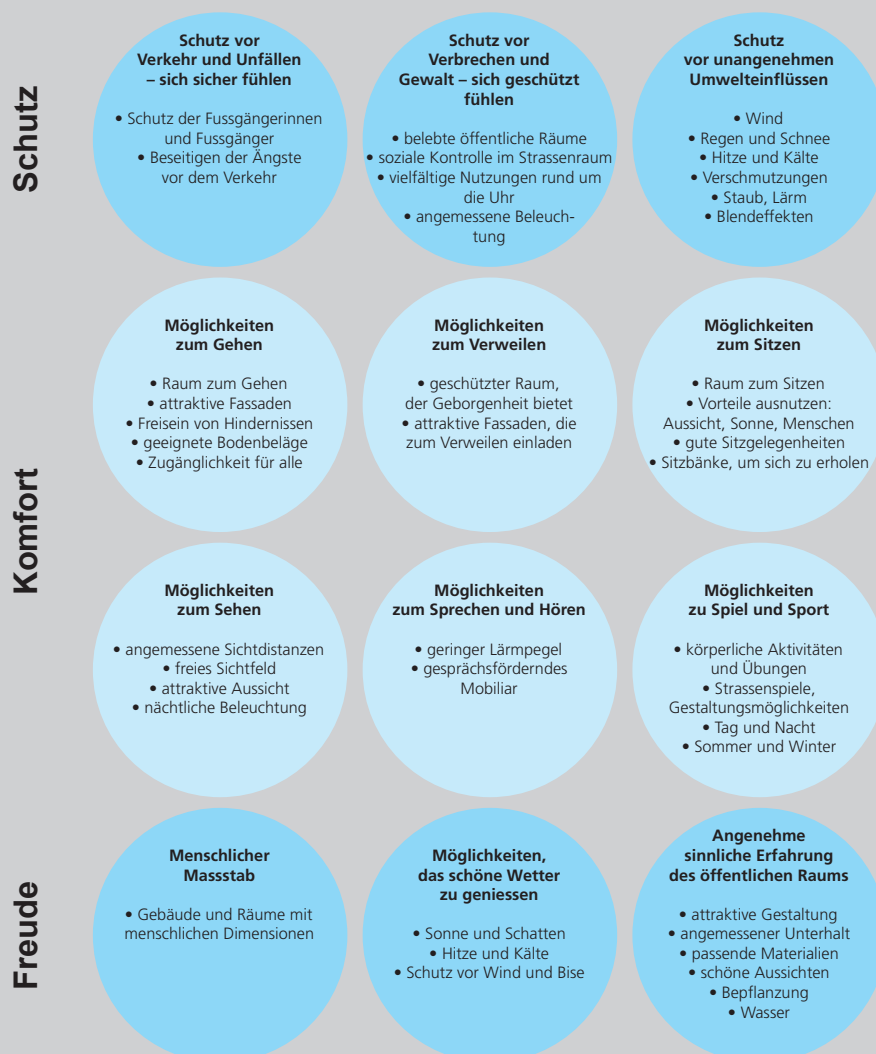 Schutz
Schutz vor
Verkehr und Unfällen
– sich sicher fühlen
• Schutz der Fussgängerinnen
und Fussgänger
• Beseitigen der Ängste
vor dem Verkehr
Schutz vor
Verbrechen und
Gewalt – sich geschützt
fühlen
• belebte öffentliche Räume
• soziale Kontrolle im Strassenraum
• vielfältige Nutzungen rund um
die Uhr
• angemessene Beleuch-
tung
Schutz
vor unangenehmen
Umwelteinflüssen
• Wind
• Regen und Schnee
• Hitze und Kälte
• Verschmutzungen
• Staub, Lärm
• Blendeffekten
Komfort
Möglichkeiten
zum Gehen
• Raum zum Gehen
• attraktive Fassaden
• Freisein von Hindernissen
• geeignete Bodenbeläge
• Zugänglichkeit für alle
Möglichkeiten
zum Verweilen
• geschützter Raum,
der Geborgenheit bietet
• attraktive Fassaden, die
zum Verweilen einladen
Möglichkeiten
zum Sitzen
• Raum zum Sitzen
• Vorteile ausnutzen:
Aussicht, Sonne, Menschen
• gute Sitzgelegenheiten
• Sitzbänke, um sich zu erholen
Möglichkeiten
zum Sehen
• angemessene Sichtdistanzen
• freies Sichtfeld
• attraktive Aussicht
• nächtliche Beleuchtung
Möglichkeiten
zum Sprechen und Hören
• geringer Lärmpegel
• gesprächsförderndes
Mobiliar
Möglichkeiten
zu Spiel und Sport
• körperliche Aktivitäten
und Übungen
• Strassenspiele,
Gestaltungsmöglichkeiten
• Tag und Nacht
• Sommer und Winter
Freude
Menschlicher
Massstab
• Gebäude und Räume mit
menschlichen Dimensionen
Möglichkeiten,
das schöne Wetter
zu geniessen
• Sonne und Schatten
• Hitze und Kälte
• Schutz vor Wind und Bise
Angenehme
sinnliche Erfahrung
des öffentlichen Raums
• attraktive Gestaltung
• angemessener Unterhalt
• passende Materialien
• schöne Aussichten
• Bepflanzung
• Wasser